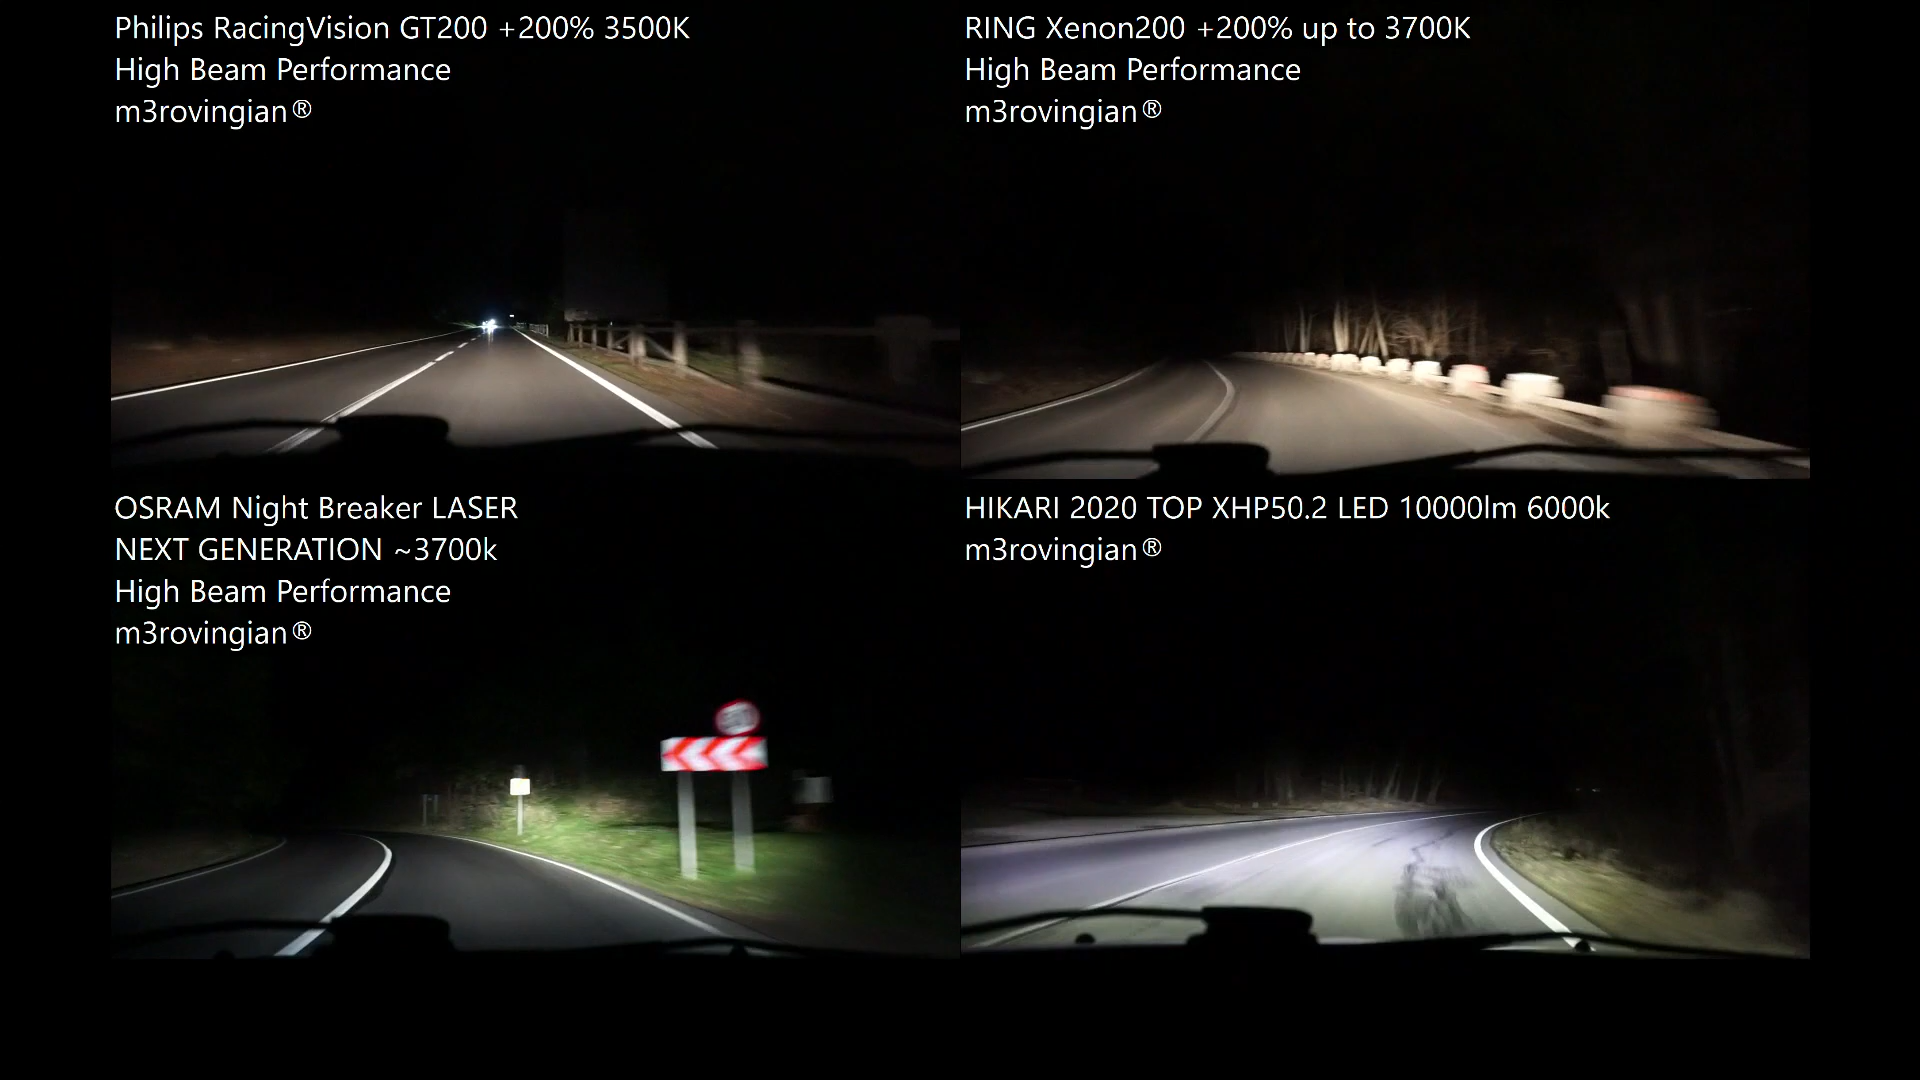 Philips RacingVision GT200 +200% 3500K
High Beam Performance
m3rovingian®
RING Xenon200 +200% up to 3700K
High Beam Performance
m3rovingian®
OSRAM Night Breaker LASER
NEXT GENERATION ~3700k
High Beam Performance
m3rovingian®
HIKARI 2020 TOP XHP50.2 LED 10000lm 6000k
m3rovingian®